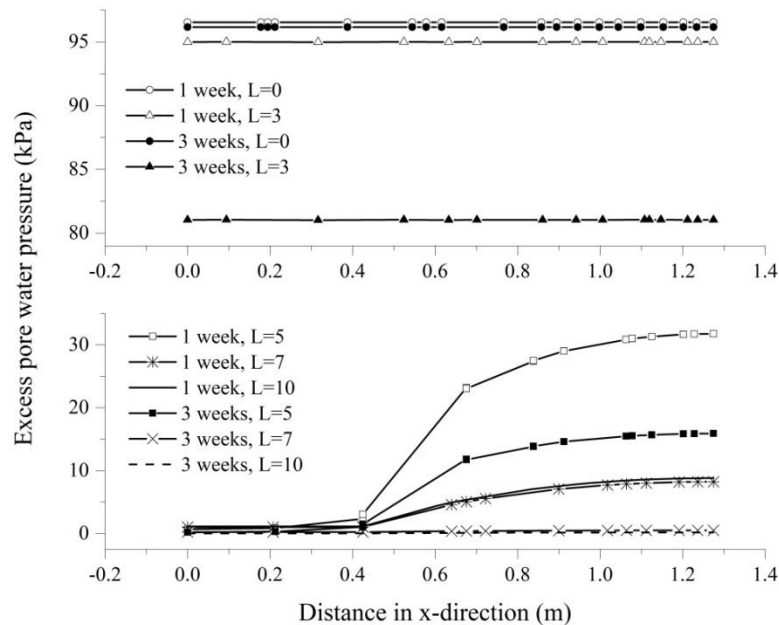 95
90
85
80
1 week, L=0
1 week, L=3
3 weeks, L=0
3 weeks, L=3
-0.2 0.0 0.2 0.4 0.6 0.8 1.0 1.2 1.4
Excess pore water pressure (kPa)
30
20
10
0
1 week, L=5
1 week, L=7
1 week, L=10
3 weeks, L=5
3 weeks, L=7
3 weeks, L=10
-0.2 0.0 0.2 0.4 0.6 0.8 1.0 1.2 1.4
Distance in x-direction (m)